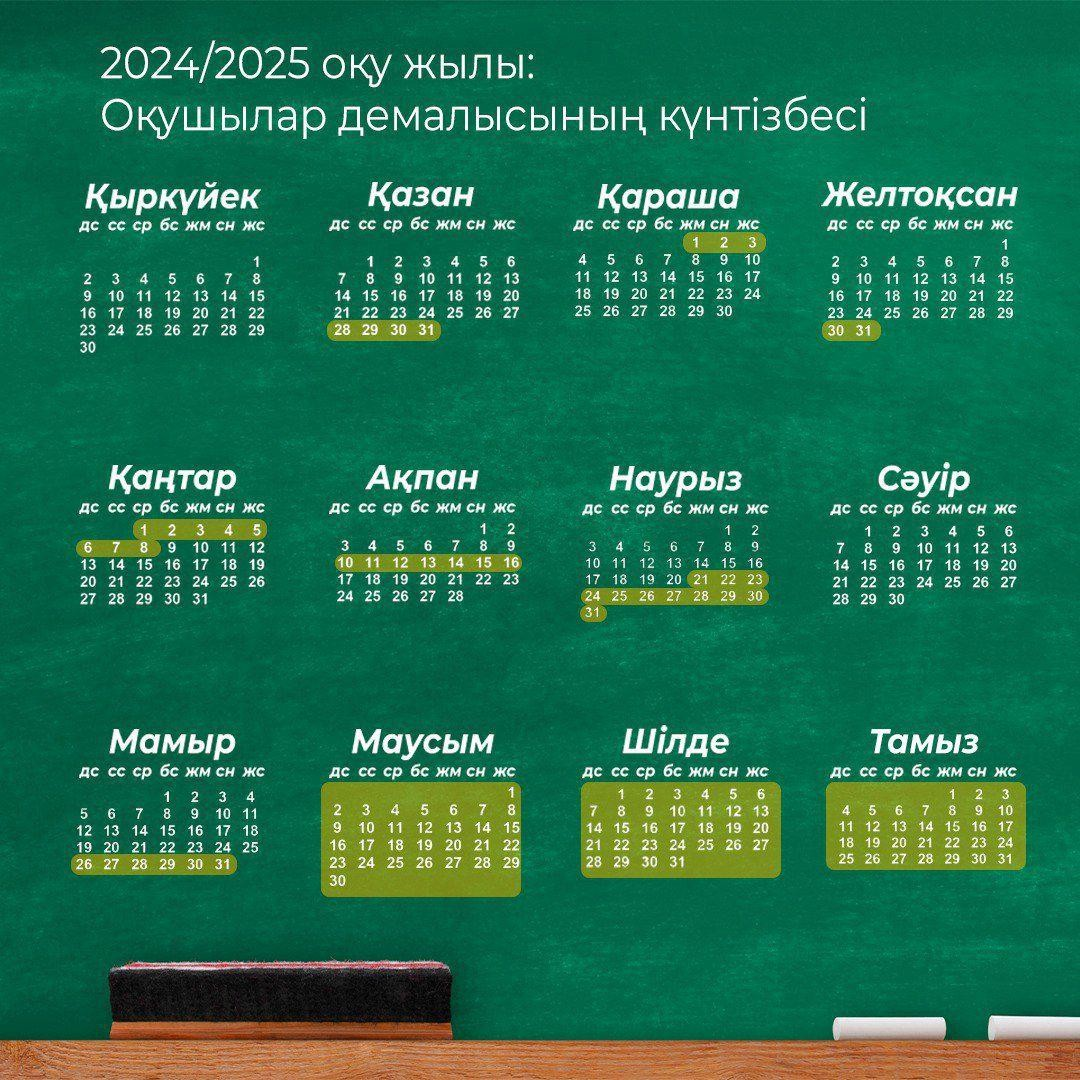 2024/2025 оқу жылы:
Оқушылар демалысының күнтізбесі
Қыркүйек
дс сс ср бс жм сн жс
1
2 3 4 5 6 7 8
9 10 11 12 13 14 15
16 17 18 19 20 21 22
23 24 25 26 27 28 29
30
Қазан
дс сс ср бс жм сн жс
1 2 3 4 5 6
7 8 9 10 11 12 13
14 15 16 17 18 19 20
21 22 23 24 25 26 27
28 29 30 31
Қараша
дс сс ср бс жм сн жс
1 2 3
4 5 6 7 8 9 10
11 12 13 14 15 16 17
18 19 20 21 22 23 24
25 26 27 28 29 30
Желтоқсан
дс сс ср бс жм сн жс
1
2 3 4 5 6 7 8
9 10 11 12 13 14 15
16 17 18 19 20 21 22
23 24 25 26 27 28 29
30 31
Қаңтар
дс сс ср бс жм сн жс
1 2 3 4 5
6 7 8 9 10 11 12
13 14 15 16 17 18 19
20 21 22 23 24 25 26
27 28 29 30 31
Ақпан
дс сс ср бс жм сн жс
1 2
3 4 5 6 7 8 9
10 11 12 13 14 15 16
17 18 19 20 21 22 23
24 25 26 27 28
Наурыз
дс сс ср бс жм сн жс
1 2
3 4 5 6 7 8 9
10 11 12 13 14 15 16
17 18 19 20 21 22 23
24 25 26 27 28 29 30
31
Сәуір
дс сс ср бс жм сн жс
1 2 3 4 5 6
7 8 9 10 11 12 13
14 15 16 17 18 19 20
21 22 23 24 25 26 27
28 29 30
Мамыр
дс сс ср бс жм сн жс
1 2 3 4
5 6 7 8 9 10 11
12 13 14 15 16 17 18
19 20 21 22 23 24 25
26 27 28 29 30 31
Маусым
дс сс ср бс жм сн жс
1
2 3 4 5 6 7 8
9 10 11 12 13 14 15
16 17 18 19 20 21 22
23 24 25 26 27 28 29
30
Шілде
дс сс ср бс жм сн жс
1 2 3 4 5 6
7 8 9 10 11 12 13
14 15 16 17 18 19 20
21 22 23 24 25 26 27
28 29 30 31
Тамыз
дс сс ср бс жм сн жс
1 2 3
4 5 6 7 8 9 10
11 12 13 14 15 16 17
18 19 20 21 22 23 24
25 26 27 28 29 30 31